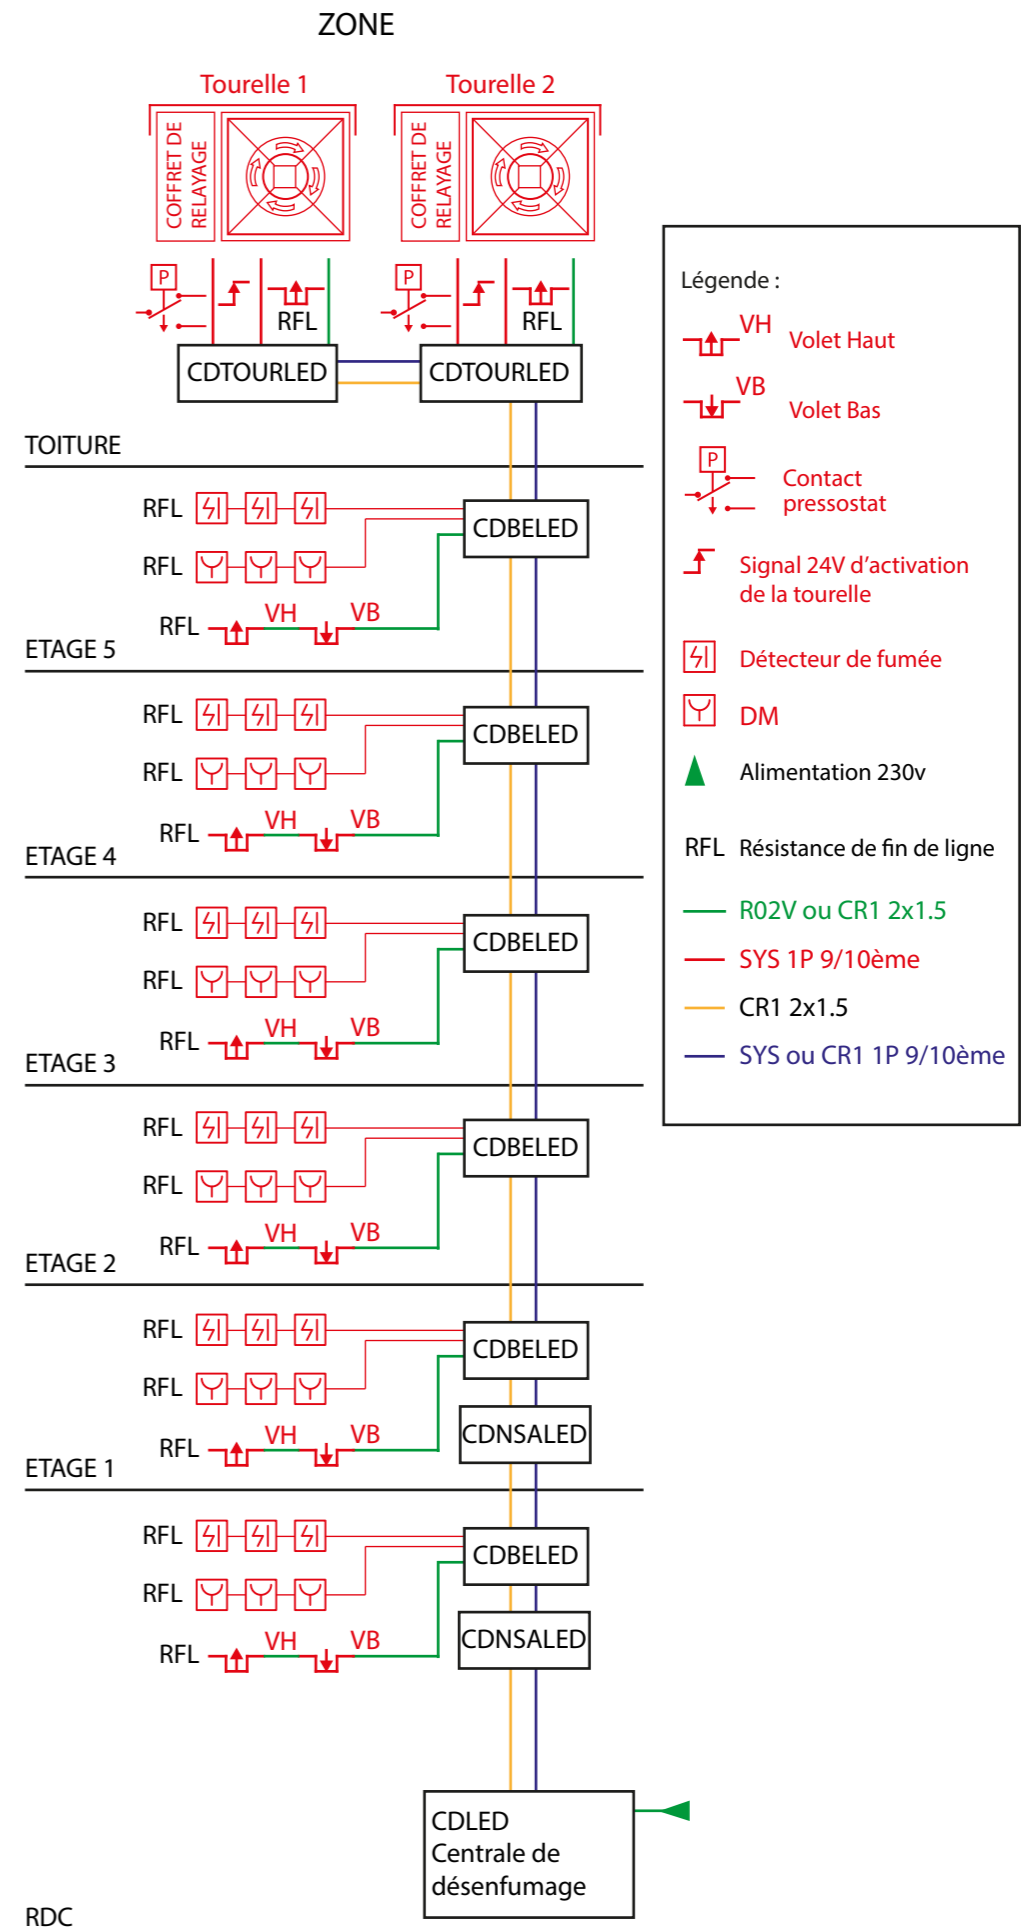 ZONE
Tourelle 1
Tourelle 2
COFFRET DE
RELAYAGE
COFFRET DE
RELAYAGE
P
RFL
P
RFL
CDTOURLED
CDTOURLED
TOITURE
RFL
CDBELED
RFL
RFL VH VB
ETAGE 5
RFL
CDBELED
RFL
RFL VH VB
ETAGE 4
RFL
CDBELED
RFL
RFL VH VB
ETAGE 3
RFL
CDBELED
RFL
RFL VH VB
ETAGE 2
RFL
CDBELED
RFL
CDNSALED
RFL VH VB
ETAGE 1
RFL
CDBELED
RFL
CDNSALED
RFL VH VB
CDLED
Centrale de
désenfumage
RDC
Légende :
VH Volet Haut
VB Volet Bas
P
Contact
pressostat
Signal 24V d'activation
de la tourelle
Détecteur de fumée
DM
Alimentation 230v
RFL Résistance de fin de ligne
R02V ou CR1 2x1.5
SYS 1P 9/10ème
CR1 2x1.5
SYS ou CR1 1P 9/10ème